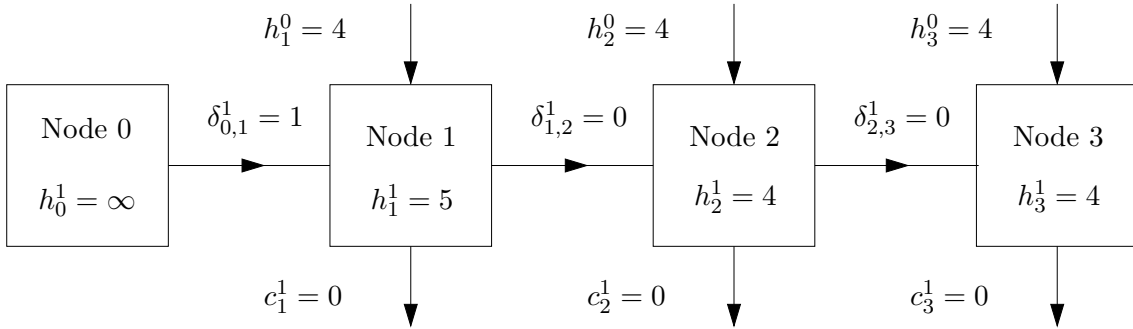 h_1^0 = 4
h_2^0 = 4
h_3^0 = 4
Node 0
δ_{0,1}^1 = 1
Node 1
δ_{1,2}^1 = 0
Node 2
δ_{2,3}^1 = 0
Node 3
h_0^1 = ∞
h_1^1 = 5
h_2^1 = 4
h_3^1 = 4
c_1^1 = 0
c_2^1 = 0
c_3^1 = 0